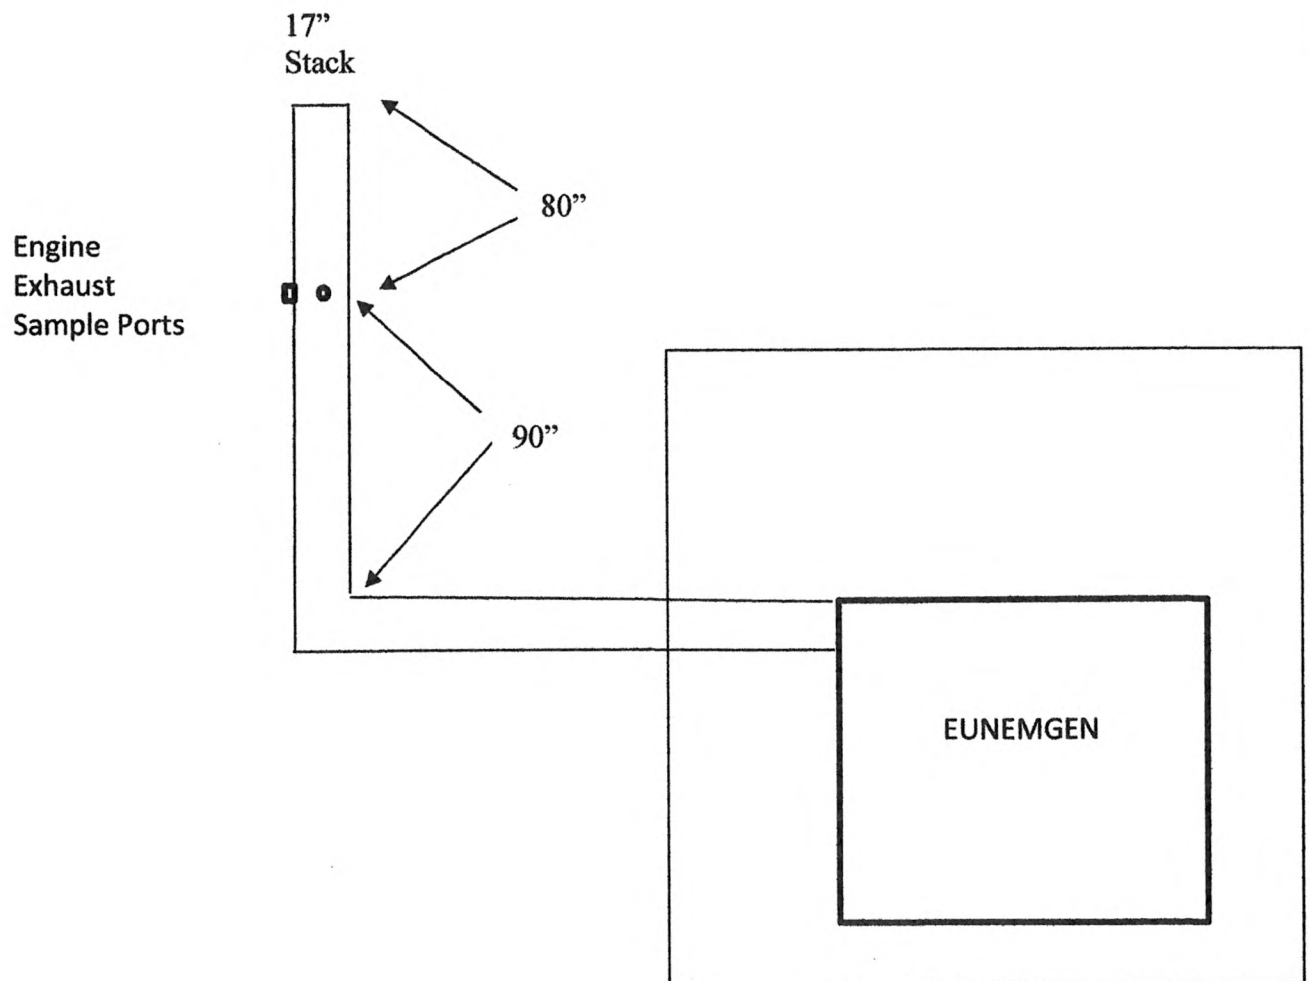 17”
Stack
80”
Engine
Exhaust
Sample Ports
90”
EUNEMGEN